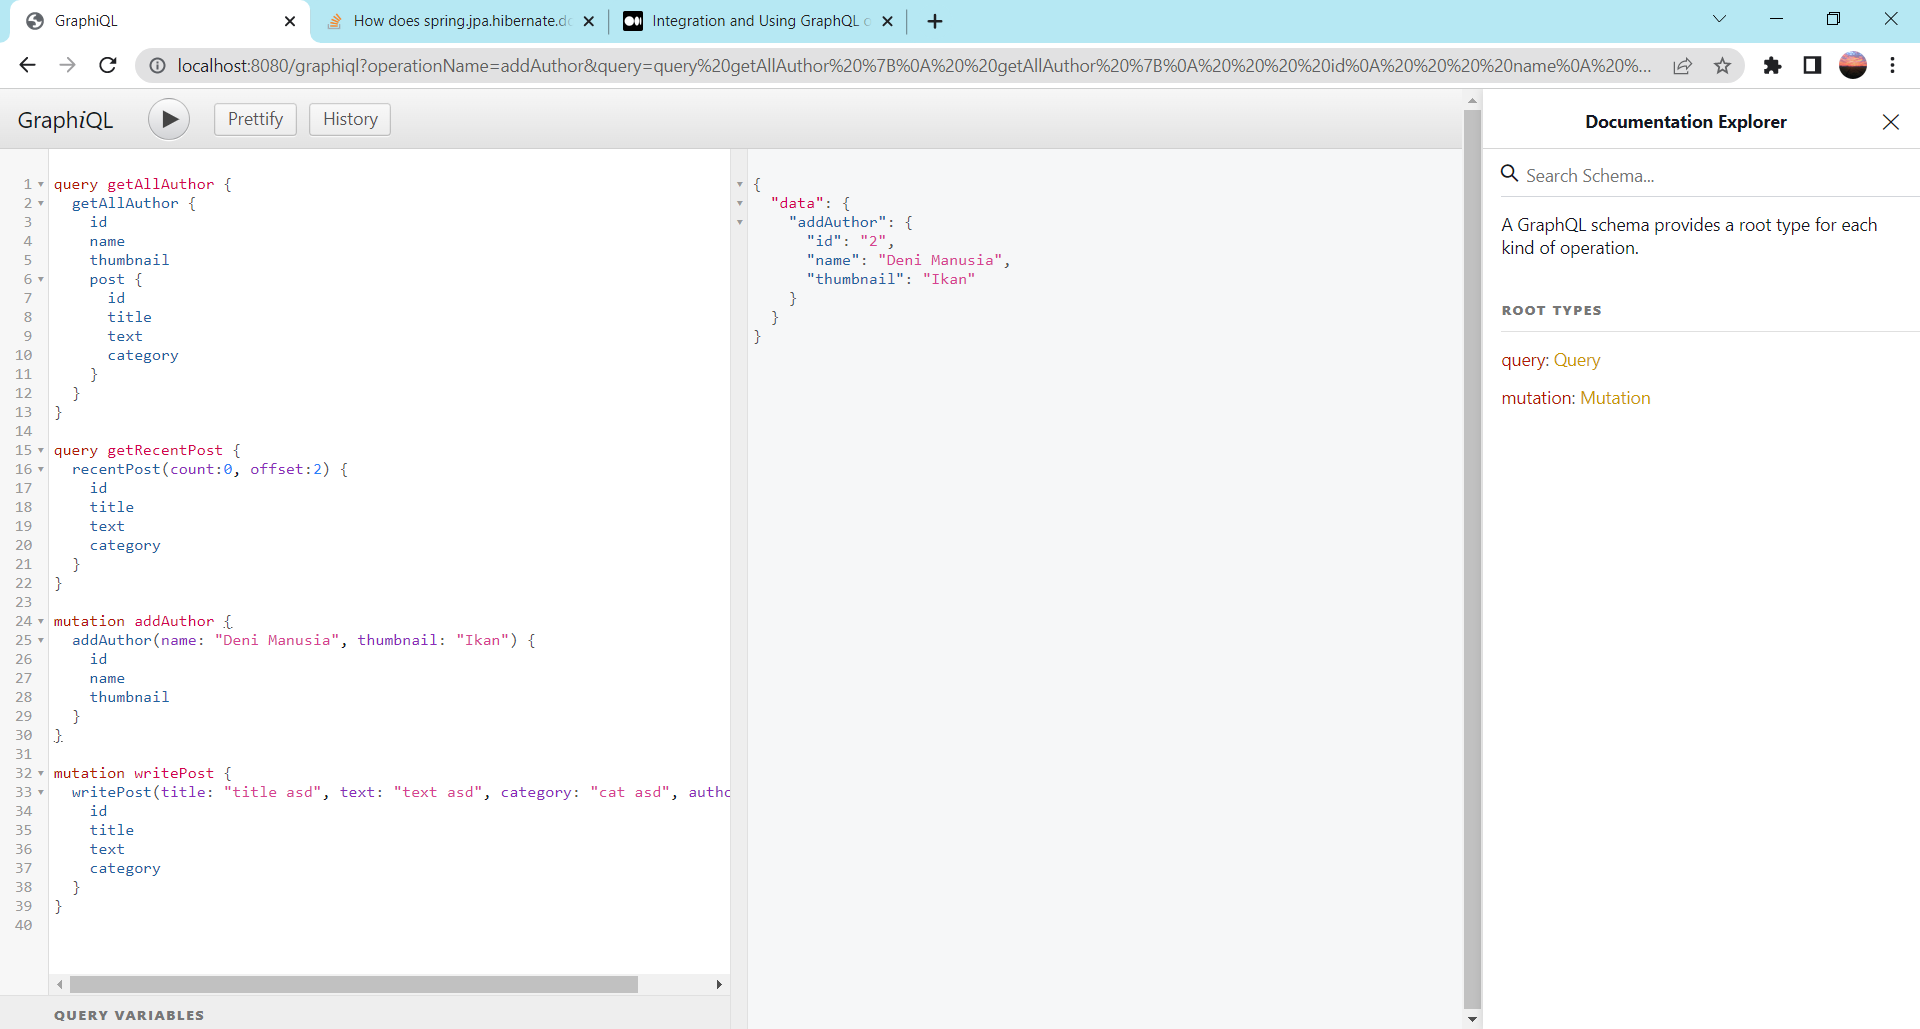 GraphiQL
How does spring.jpa.hibernate.d
Integration and Using GraphQL o
localhost:8080/graphiql?operationName=addAuthor&query=query%20getAllAuthor%20%7B%0A%20%20getAllAuthor%20%7B%0A%20%20%20%20id%0A%20%20%20%20name%0A%20%20%...
GraphiQL
Prettify
History
1 query getAllAuthor {
2 getAllAuthor {
3 id
4 name
5 thumbnail
6 post {
7 id
8 title
9 text
10 category
11 }
12 }
13 }
14
15 query getRecentPost {
16 recentPost(count:0, offset:2) {
17 id
18 title
19 text
20 category
21 }
22 }
23
24 mutation addAuthor {
25 addAuthor(name: "Deni Manusia", thumbnail: "Ikan") {
26 id
27 name
28 thumbnail
29 }
30 }
31
32 mutation writePost {
33 writePost(title: "title asd", text: "text asd", category: "cat asd", autho
34 id
35 title
36 text
37 category
38 }
39 }
40
QUERY VARIABLES
{
"data": {
"addAuthor": {
"id": "2",
"name": "Deni Manusia",
"thumbnail": "Ikan"
}
}
}
Documentation Explorer
Search Schema...
A GraphQL schema provides a root type for each
kind of operation.
ROOT TYPES
query: Query
mutation: Mutation